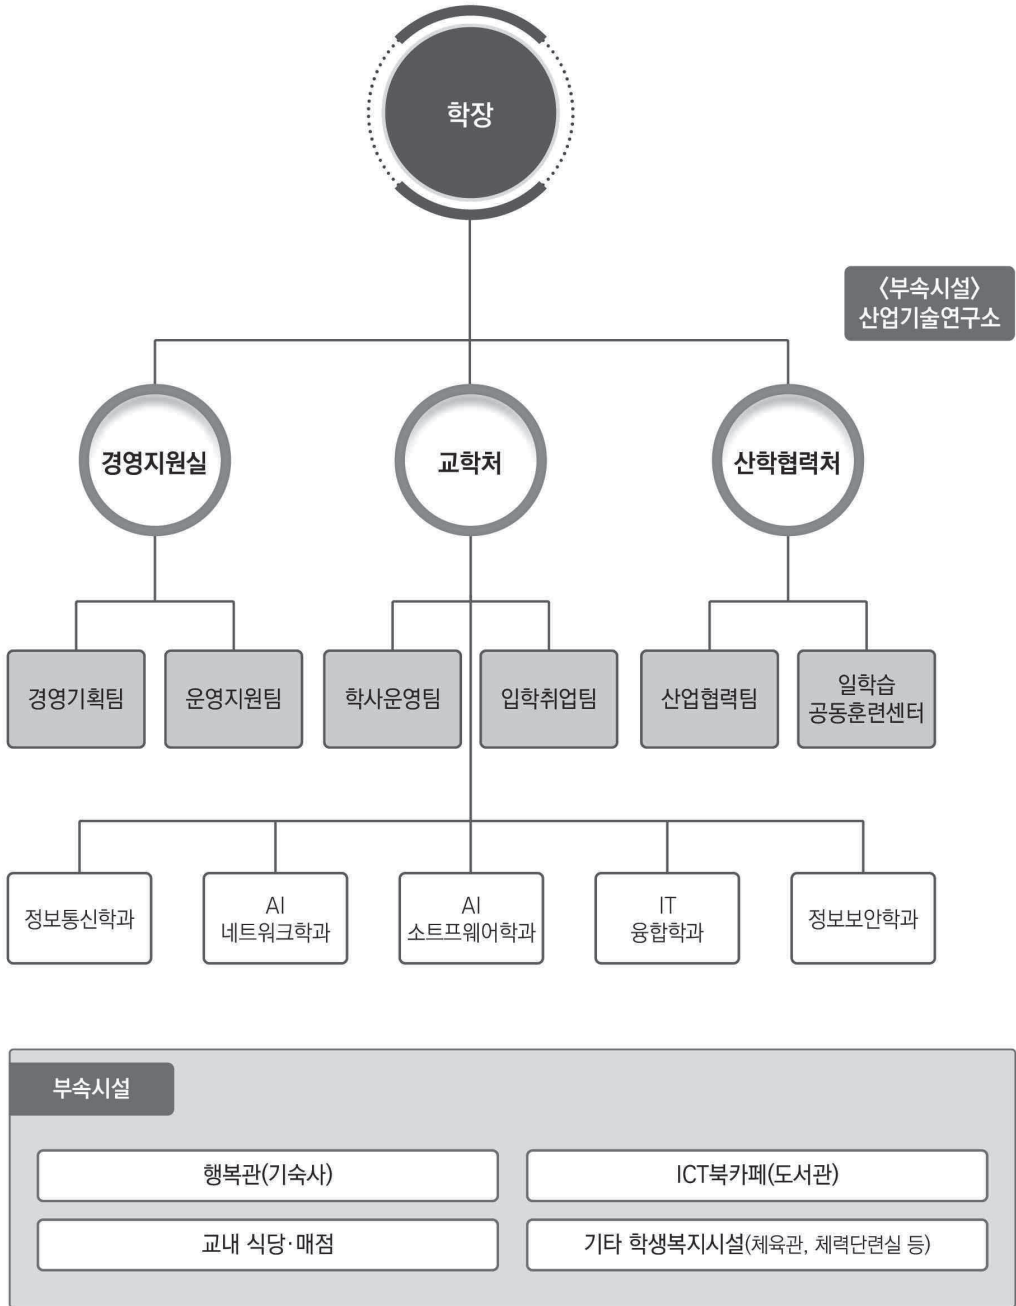 학장
〈부속시설〉
산업기술연구소
경영지원실
교학처
산학협력처
경영기획팀
운영지원팀
학사운영팀
입학취업팀
산업협력팀
일학습
공동훈련센터
정보통신학과
AI
네트워크학과
AI
소트프웨어학과
IT
융합학과
정보보안학과
부속시설
행복관(기숙사)
ICT북카페(도서관)
교내 식당·매점
기타 학생복지시설(체육관, 체력단련실 등)